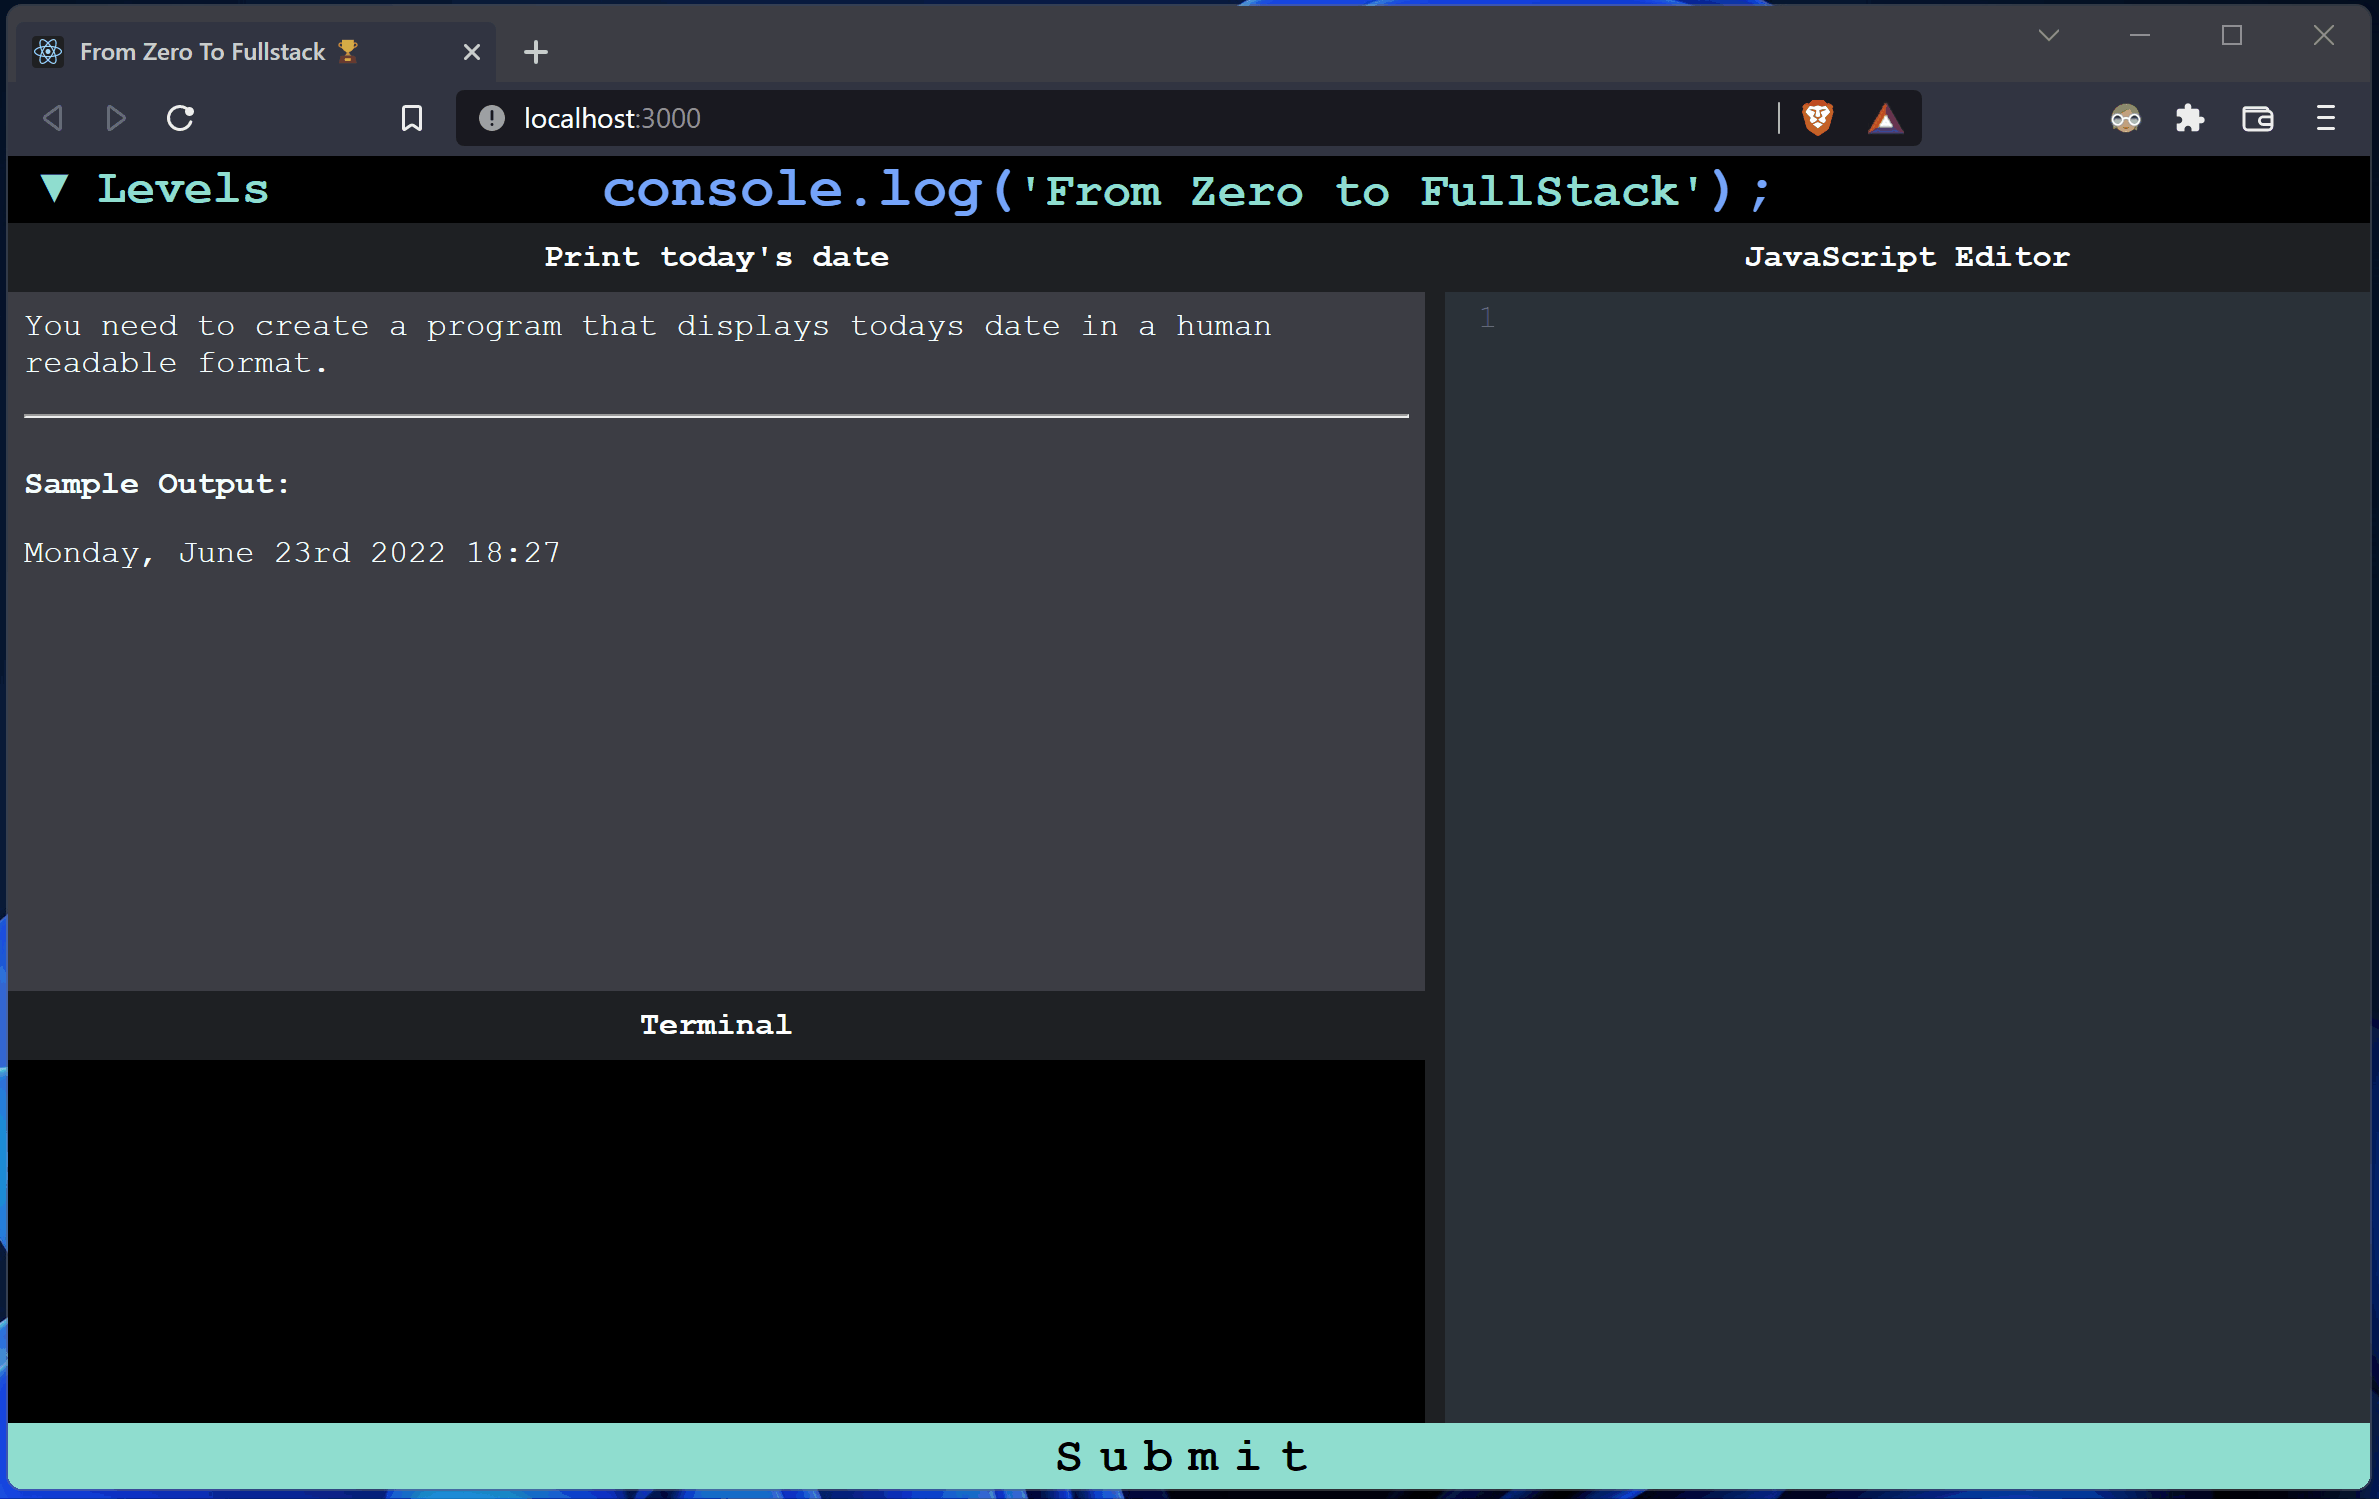 From Zero To Fullstack 🏆
localhost:3000
▼ Levels
console.log('From Zero to FullStack');
Print today's date
JavaScript Editor
You need to create a program that displays todays date in a human
readable format.
1
Sample Output:
Monday, June 23rd 2022 18:27
Terminal
Submit